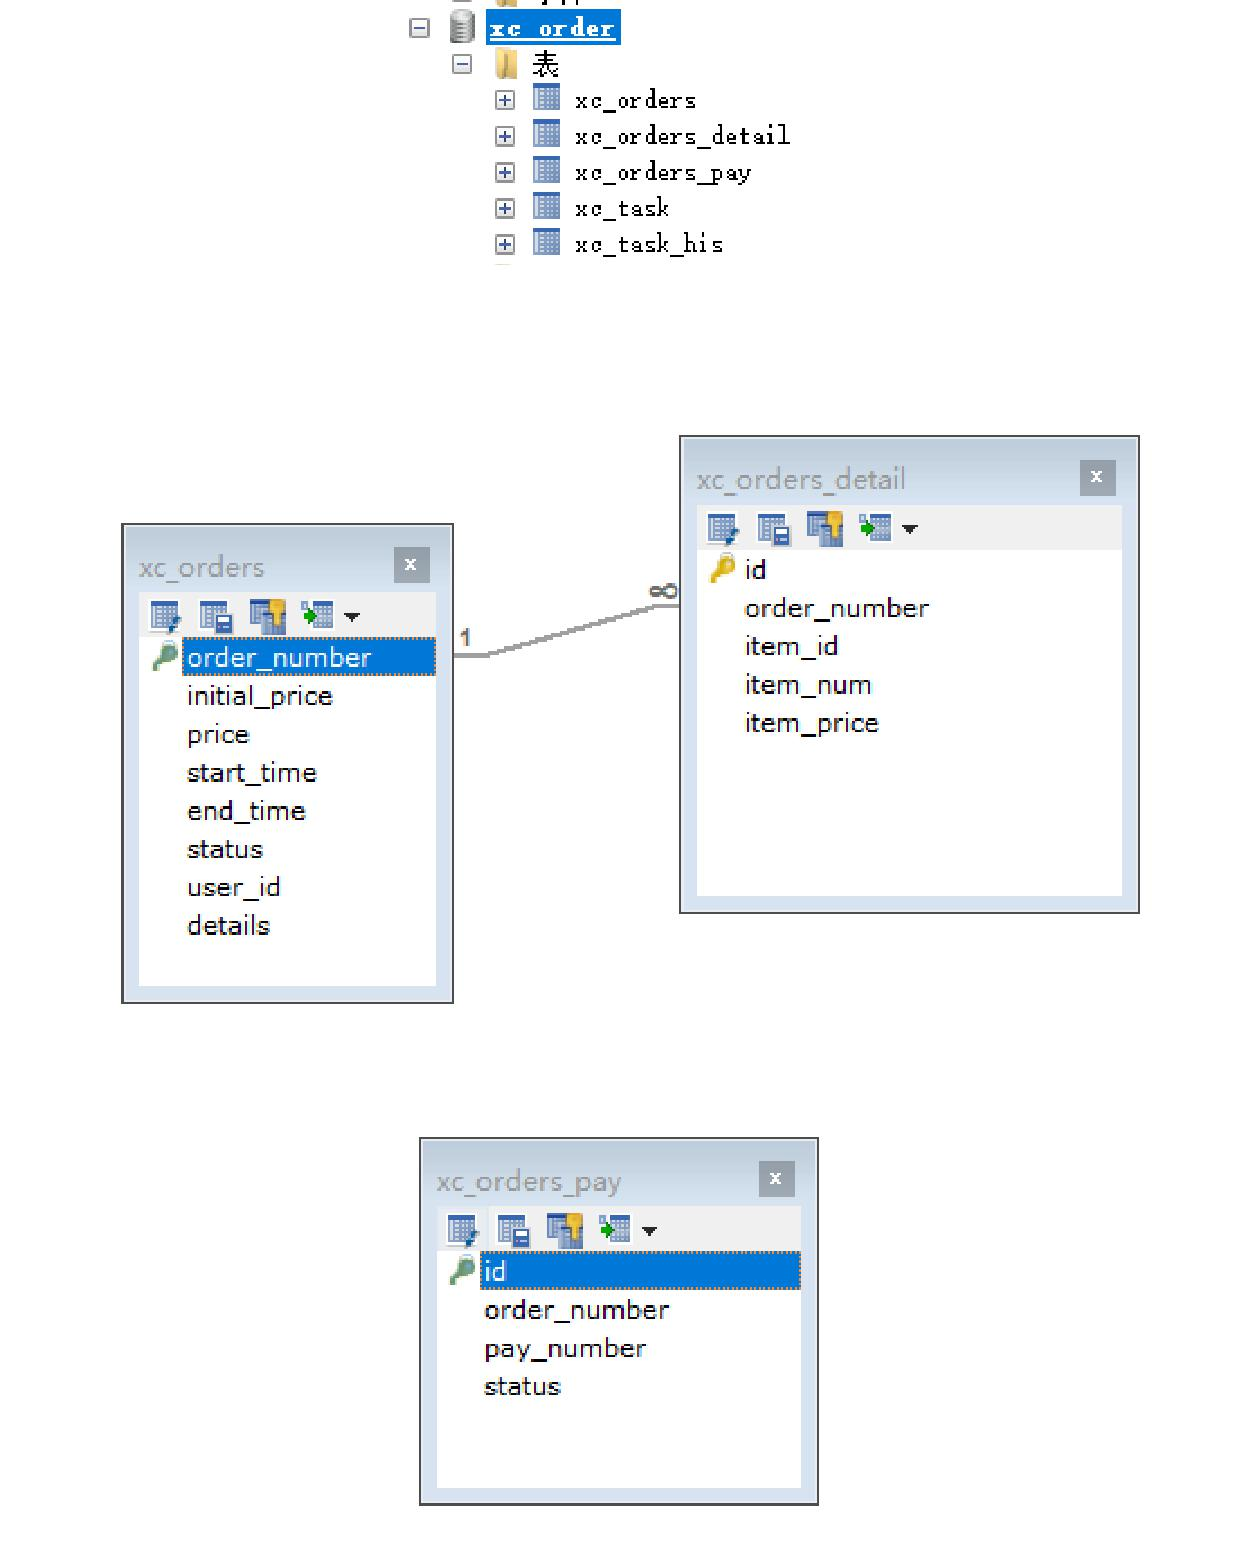 xc_order
表
xc_orders
xc_orders_detail
xc_orders_pay
xc_task
xc_task_his
xc_orders_detail
id
order_number
item_id
item_num
item_price
xc_orders
order_number
initial_price
price
start_time
end_time
status
user_id
details
1
∞
xc_orders_pay
id
order_number
pay_number
status